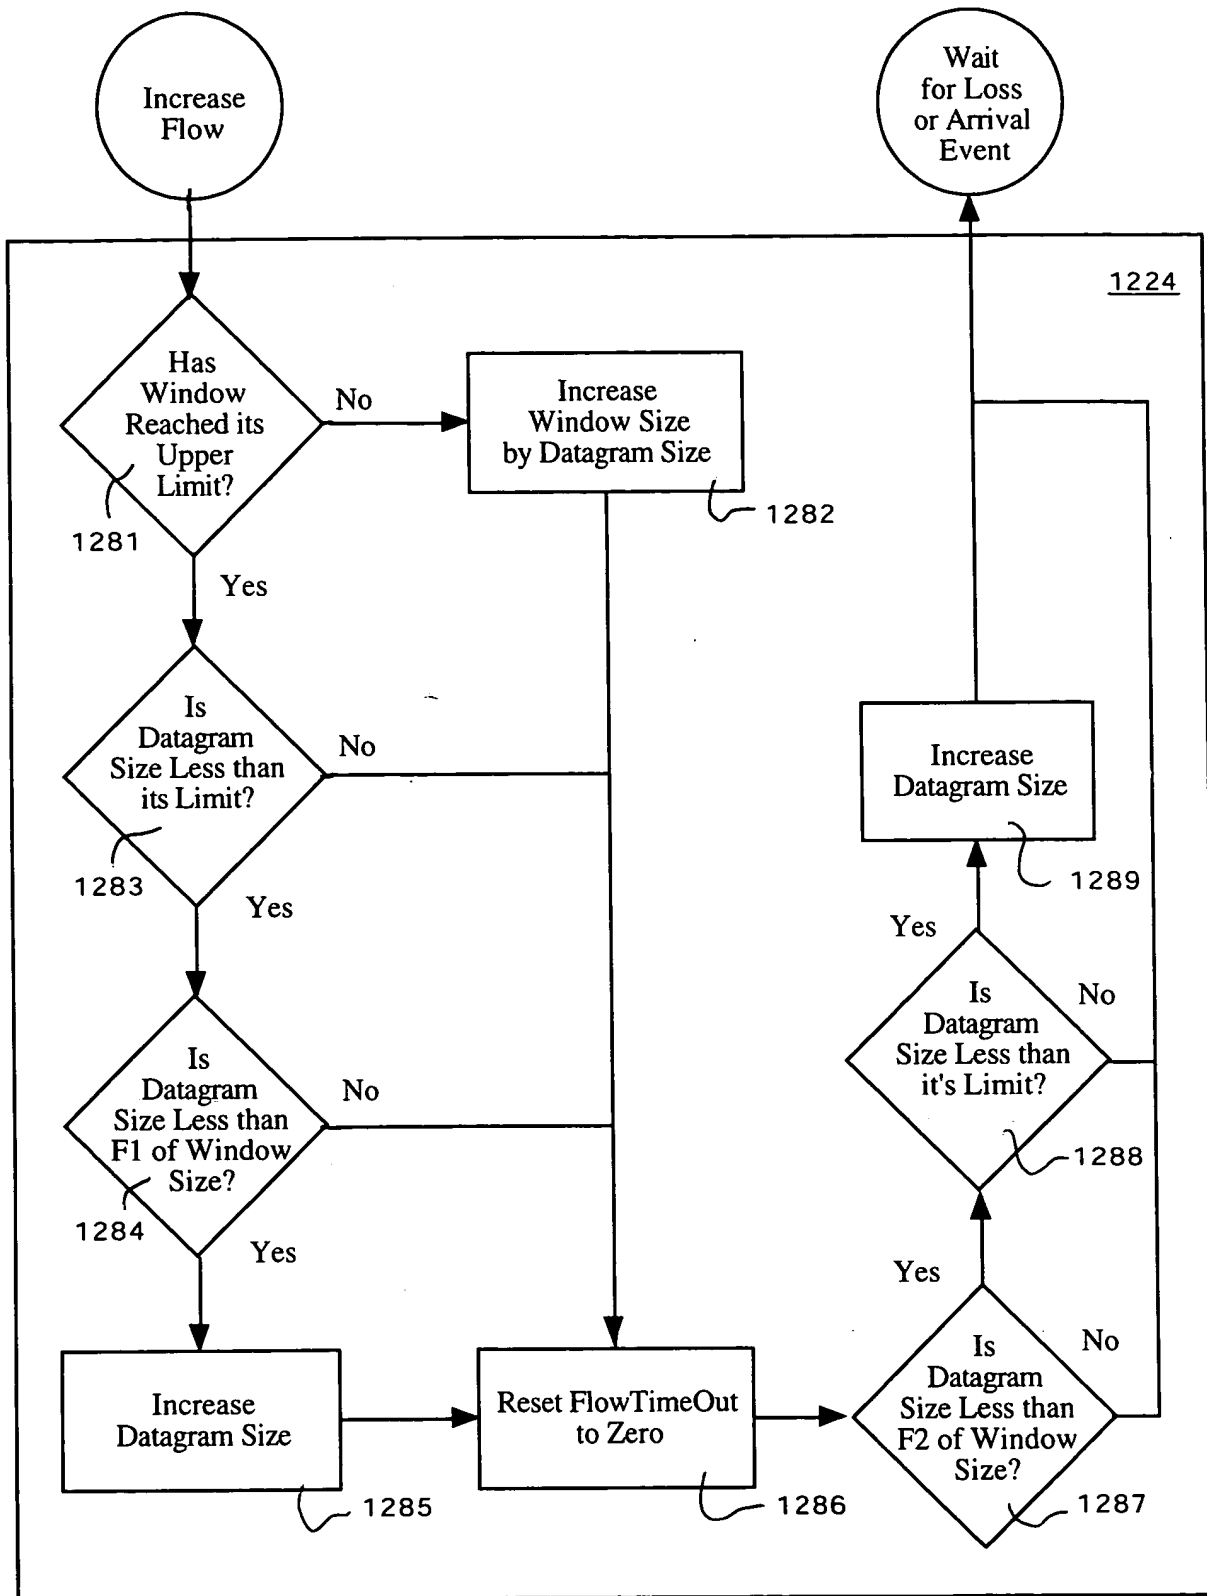 Increase
Flow
Wait
for Loss
or Arrival
Event
1224
Has
Window
Reached its
Upper
Limit?
1281
No
Increase
Window Size
by Datagram Size
1282
Yes
Is
Datagram
Size Less than
its Limit?
1283
No
Yes
Is
Datagram
Size Less than
F1 of Window
Size?
1284
No
Yes
Increase
Datagram Size
1285
Reset FlowTimeOut
to Zero
1286
Is
Datagram
Size Less than
F2 of Window
Size?
1287
No
Yes
Is
Datagram
Size Less than
it's Limit?
1288
No
Yes
Increase
Datagram Size
1289